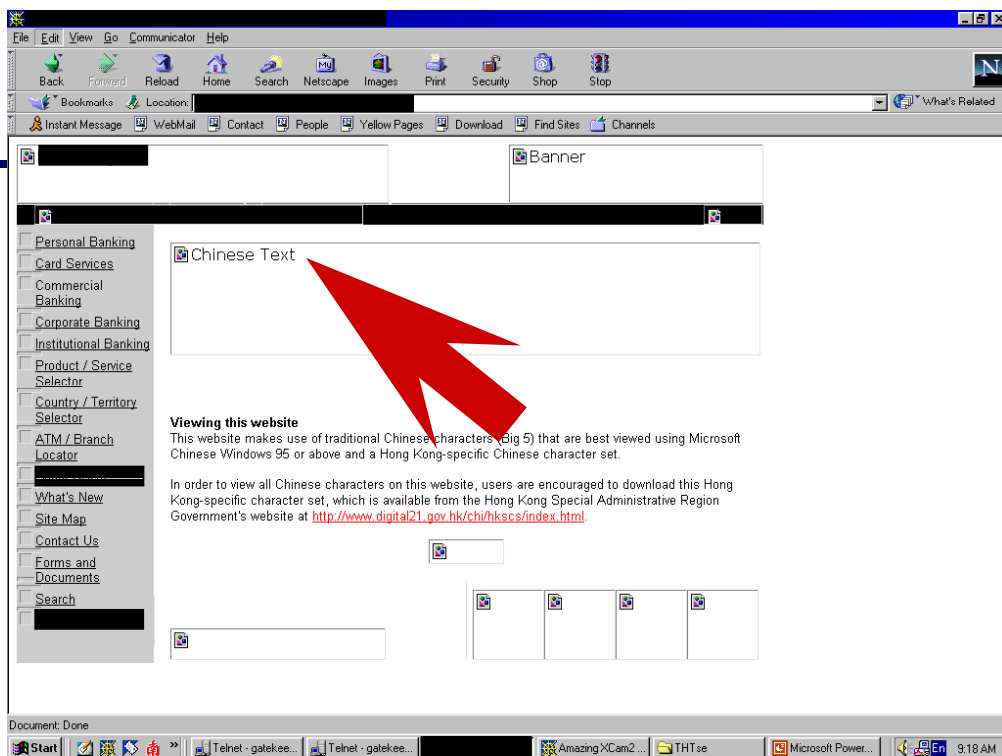 File Edit View Go Communicator Help
Back Forward Reload Home Search Netscape Images Print Security Shop Stop
Bookmarks Location: What's Related
Instant Message WebMail Contact People Yellow Pages Download Find Sites Channels
Banner
Personal Banking
Card Services
Commercial
Banking
Corporate Banking
Institutional Banking
Product / Service
Selector
Country / Territory
Selector
ATM / Branch
Locator
What's New
Site Map
Contact Us
Forms and
Documents
Search
Chinese Text
Viewing this website
This website makes use of traditional Chinese characters (Big 5) that are best viewed using Microsoft
Chinese Windows 95 or above and a Hong Kong-specific Chinese character set.
In order to view all Chinese characters on this website, users are encouraged to download this Hong
Kong-specific character set, which is available from the Hong Kong Special Administrative Region
Government's website at http://www.digital21.gov.hk/chi/hkscs/index.html.
Document: Done
Start Telnet - gatekee... Telnet - gatekee... Amazing XCam2 ... THTse Microsoft Power... En 9:18 AM